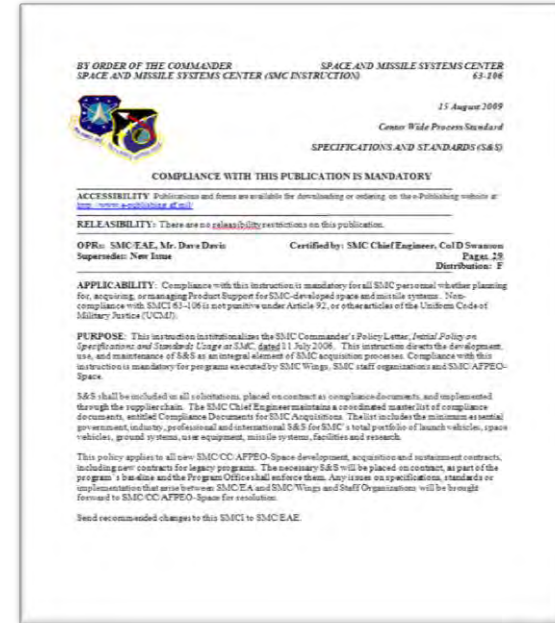 BY ORDER OF THE COMMANDER SPACE AND MISSILE SYSTEMS CENTER
SPACE AND MISSILE SYSTEMS CENTER (SMC INSTRUCTION) 63-106
15 August 2009
Center Wide Process Standard
SPECIFICATIONS AND STANDARDS (S&S)
COMPLIANCE WITH THIS PUBLICATION IS MANDATORY
ACCESSIBILITY: Publications and forms are available for downloading or ordering on the e-Publishing website at
http://www.e-publishing.af.mil/
RELEASIBILITY: There are no releasibility restrictions on this publication.
OPRs: SMC/EAE, Mr. Dave Davis Certified by: SMC Chief Engineer, Col D Swanson
Supersedes: New Issue Pages: 29
Distribution: F
APPLICABILITY: Compliance with this instruction is mandatory for all SMC personnel whether planning
for, acquiring, or managing Product Support for SMC-developed space and missile systems. Non-
compliance with SMCI 63-106 is not punitive under Article 92, or other articles of the Uniform Code of
Military Justice (UCMJ).
PURPOSE: This instruction institutionalizes the SMC Commander's Policy Letter, Initial Policy on
Specifications and Standards Usage at SMC, dated 11 July 2006. This instruction directs the development,
use, and maintenance of S&S as an integral element of SMC acquisition processes. Compliance with this
instruction is mandatory for programs executed by SMC Wings, SMC staff organizations and SMC/AFPEO-
Space.
S&S shall be included in all solicitations, placed on contract as compliance documents, and implemented
through the supplier chain. The SMC Chief Engineer maintains a coordinated master list of compliance
documents, entitled Compliance Documents for SMC Acquisitions. The list includes the minimum essential
government, industry, professional and international S&S for SMC's total portfolio of launch vehicles, space
vehicles, ground systems, user equipment, missile systems, facilities and research.
This policy applies to all new SMC/CC/AFPEO-Space development, acquisition and sustainment contracts,
including new contracts for legacy programs. The necessary S&S will be placed on contract, as part of the
program's baseline and the Program Office shall enforce them. Any issues on specifications, standards or
implementation that arise between SMC/EA and SMC Wings and Staff Organizations will be brought
forward to SMC/CC/AFPEO-Space for resolution.
Send recommended changes to this SMCI to SMC/EAE.